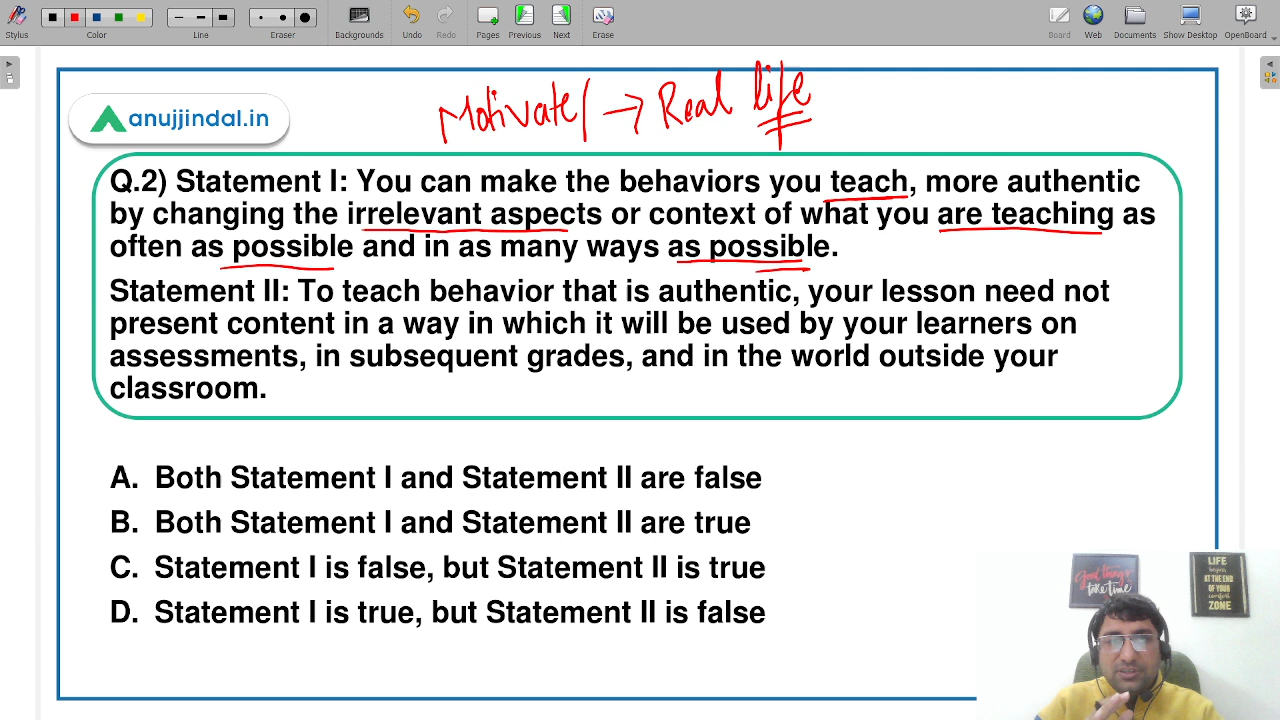 Stylus
Color
Line
Eraser
Backgrounds
Undo
Redo
Pages
Previous
Next
Erase
Board
Web
Documents
Show Desktop
OpenBoard
Motivate/ → Real life
anujjindal.in
Q.2) Statement I: You can make the behaviors you teach, more authentic
by changing the irrelevant aspects or context of what you are teaching as
often as possible and in as many ways as possible.
Statement II: To teach behavior that is authentic, your lesson need not
present content in a way in which it will be used by your learners on
assessments, in subsequent grades, and in the world outside your
classroom.
A. Both Statement I and Statement II are false
B. Both Statement I and Statement II are true
C. Statement I is false, but Statement II is true
D. Statement I is true, but Statement II is false
Good things
take time
LIFE
begins
AT THE END
OF YOUR
comfort
ZONE